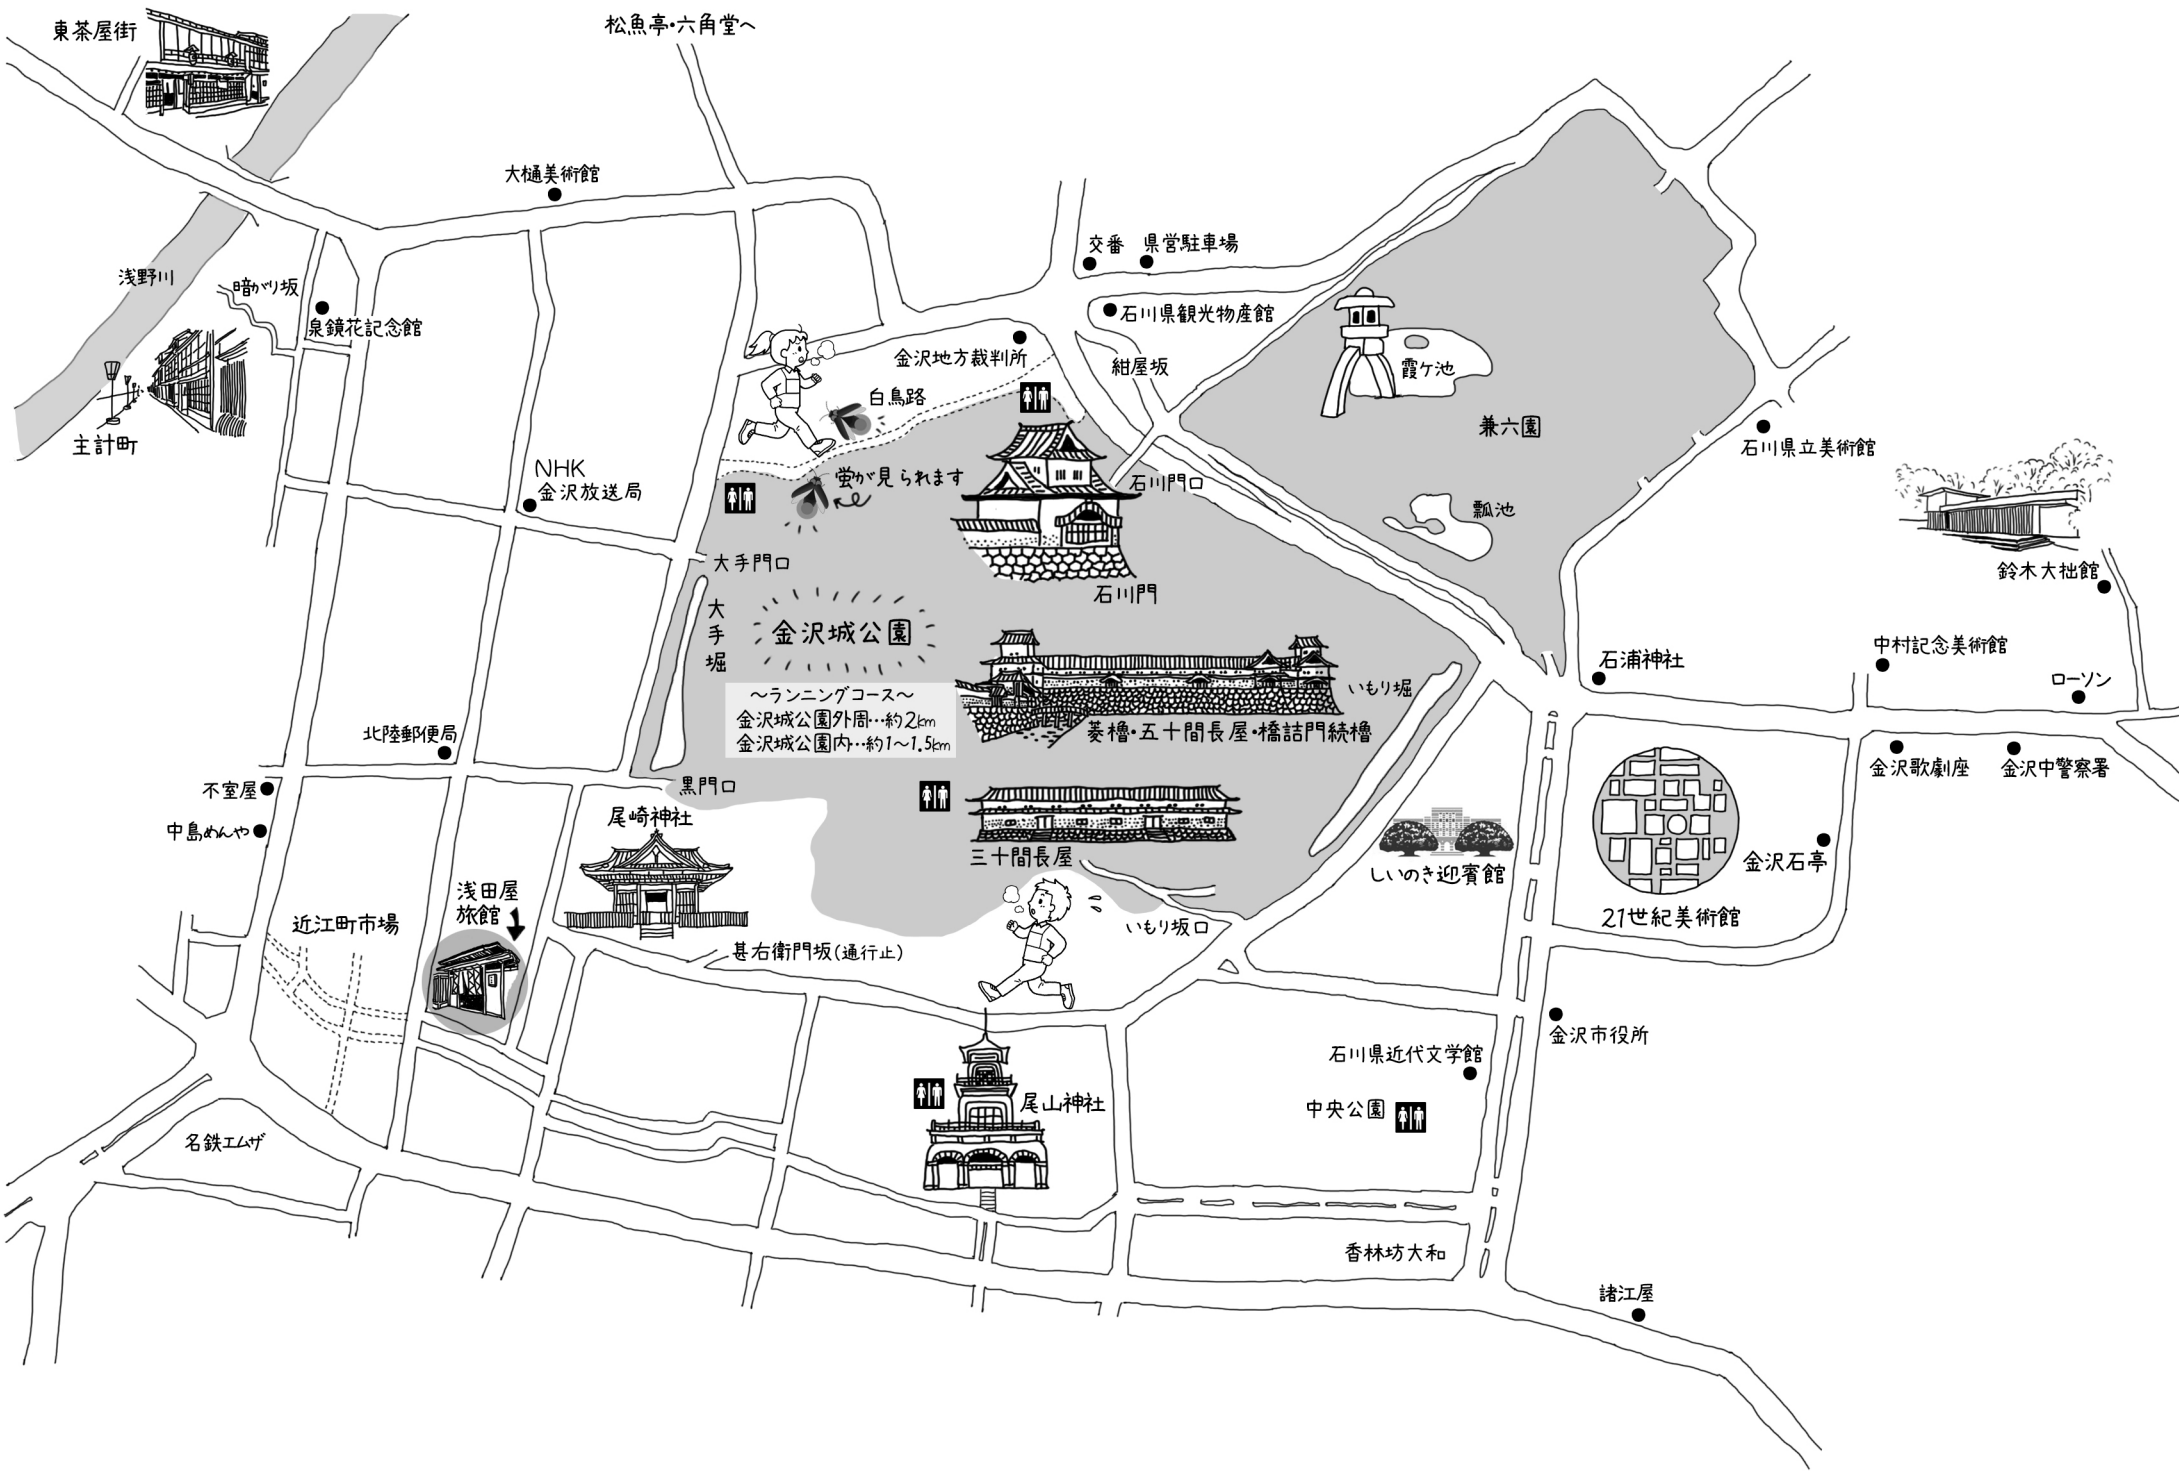 東茶屋街
松魚亭・六角堂へ
大樋美術館
交番
県営駐車場
浅野川
暗がり坂
泉鏡花記念館
石川県観光物産館
金沢地方裁判所
紺屋坂
霞ケ池
白鳥路
兼六園
主計町
石川県立美術館
NHK
金沢放送局
蛍が見られます
石川門口
瓢池
大手門口
鈴木大拙館
石川門
大手堀
金沢城公園
中村記念美術館
石浦神社
ローソン
いもり堀
〜ランニングコース〜
金沢城公園外周…約2km
金沢城公園内…約1〜1.5km
菱櫓・五十間長屋・橋詰門続櫓
北陸郵便局
不室屋
黒門口
金沢歌劇座
金沢中警察署
尾崎神社
中島めんや
三十間長屋
金沢石亭
しいのき迎賓館
浅田屋
旅館
近江町市場
21世紀美術館
いもり坂口
甚右衛門坂(通行止)
金沢市役所
石川県近代文学館
尾山神社
中央公園
名鉄エムザ
香林坊大和
諸江屋